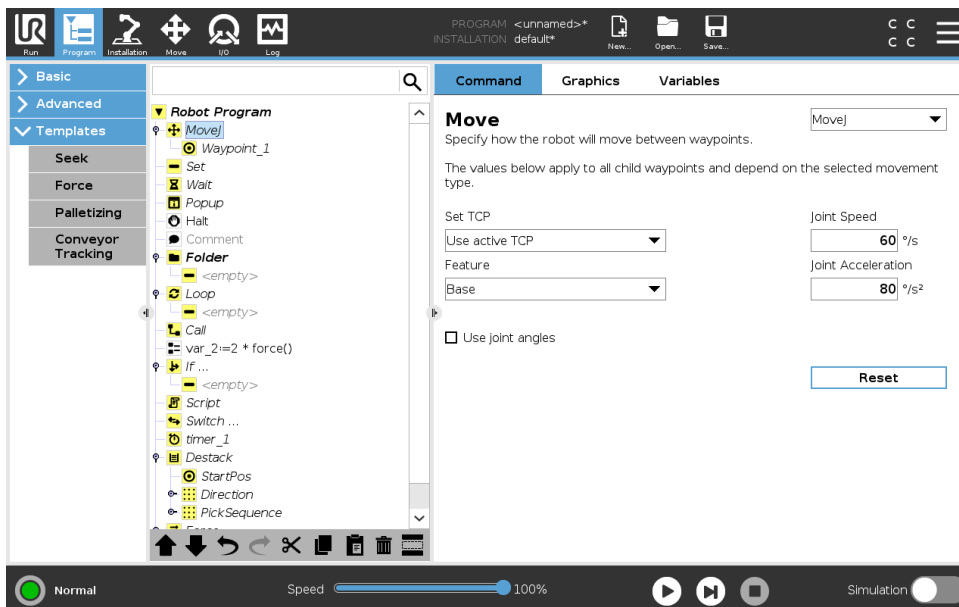 PROGRAM <unnamed>*
INSTALLATION default*
Run
Program
Installation
Move
I/O
Log
New...
Open...
Save...
C C
C C
Basic
Advanced
Templates
Seek
Force
Palletizing
Conveyor
Tracking
Robot Program
MoveJ
Waypoint_1
Set
Wait
Popup
Halt
Comment
Folder
<empty>
Loop
<empty>
Call
var_2:=2 * force()
If ...
<empty>
Script
Switch ...
timer_1
Destack
StartPos
Direction
PickSequence
Command
Graphics
Variables
Move
MoveJ
Specify how the robot will move between waypoints.
The values below apply to all child waypoints and depend on the selected movement
type.
Set TCP
Joint Speed
Use active TCP
60 °/s
Feature
Joint Acceleration
Base
80 °/s²
Use joint angles
Reset
Normal
Speed
100%
Simulation